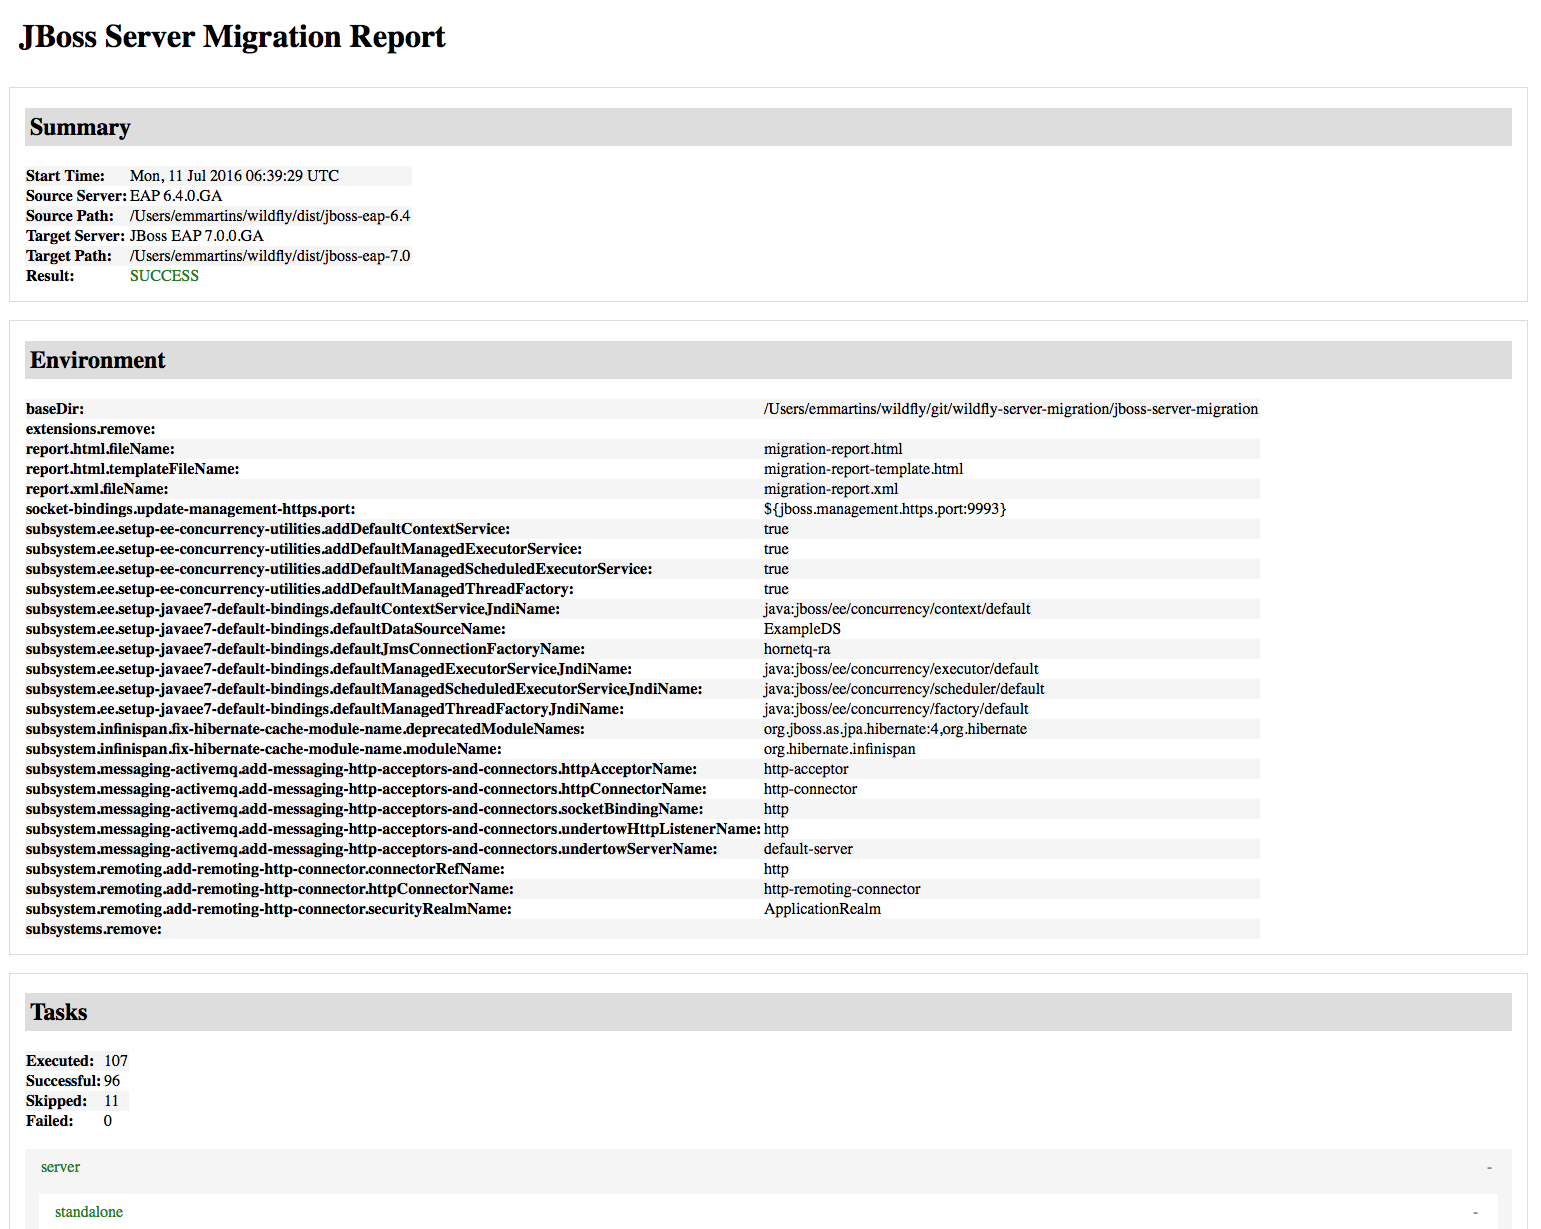 JBoss Server Migration Report
Summary
Start Time: Mon, 11 Jul 2016 06:39:29 UTC
Source Server: EAP 6.4.0.GA
Source Path: /Users/emmartins/wildfly/dist/jboss-eap-6.4
Target Server: JBoss EAP 7.0.0.GA
Target Path: /Users/emmartins/wildfly/dist/jboss-eap-7.0
Result: SUCCESS
Environment
baseDir: /Users/emmartins/wildfly/git/wildfly-server-migration/jboss-server-migration
extensions.remove:
report.html.fileName: migration-report.html
report.html.templateFileName: migration-report-template.html
report.xml.fileName: migration-report.xml
socket-bindings.update-management-https.port: ${jboss.management.https.port:9993}
subsystem.ee.setup-ee-concurrency-utilities.addDefaultContextService: true
subsystem.ee.setup-ee-concurrency-utilities.addDefaultManagedExecutorService: true
subsystem.ee.setup-ee-concurrency-utilities.addDefaultManagedScheduledExecutorService: true
subsystem.ee.setup-ee-concurrency-utilities.addDefaultManagedThreadFactory: true
subsystem.ee.setup-javaee7-default-bindings.defaultContextServiceJndiName: java:jboss/ee/concurrency/context/default
subsystem.ee.setup-javaee7-default-bindings.defaultDataSourceName: ExampleDS
subsystem.ee.setup-javaee7-default-bindings.defaultJmsConnectionFactoryName: hornetq-ra
subsystem.ee.setup-javaee7-default-bindings.defaultManagedExecutorServiceJndiName: java:jboss/ee/concurrency/executor/default
subsystem.ee.setup-javaee7-default-bindings.defaultManagedScheduledExecutorServiceJndiName: java:jboss/ee/concurrency/scheduler/default
subsystem.ee.setup-javaee7-default-bindings.defaultManagedThreadFactoryJndiName: java:jboss/ee/concurrency/factory/default
subsystem.infinispan.fix-hibernate-cache-module-name.deprecatedModuleNames: org.jboss.as.jpa.hibernate:4,org.hibernate
subsystem.infinispan.fix-hibernate-cache-module-name.moduleName: org.hibernate.infinispan
subsystem.messaging-activemq.add-messaging-http-acceptors-and-connectors.httpAcceptorName: http-acceptor
subsystem.messaging-activemq.add-messaging-http-acceptors-and-connectors.httpConnectorName: http-connector
subsystem.messaging-activemq.add-messaging-http-acceptors-and-connectors.socketBindingName: http
subsystem.messaging-activemq.add-messaging-http-acceptors-and-connectors.undertowHttpListenerName: http
subsystem.messaging-activemq.add-messaging-http-acceptors-and-connectors.undertowServerName: default-server
subsystem.remoting.add-remoting-http-connector.connectorRefName: http
subsystem.remoting.add-remoting-http-connector.httpConnectorName: http-remoting-connector
subsystem.remoting.add-remoting-http-connector.securityRealmName: ApplicationRealm
subsystems.remove:
Tasks
Executed: 107
Successful: 96
Skipped: 11
Failed: 0
server -
standalone -